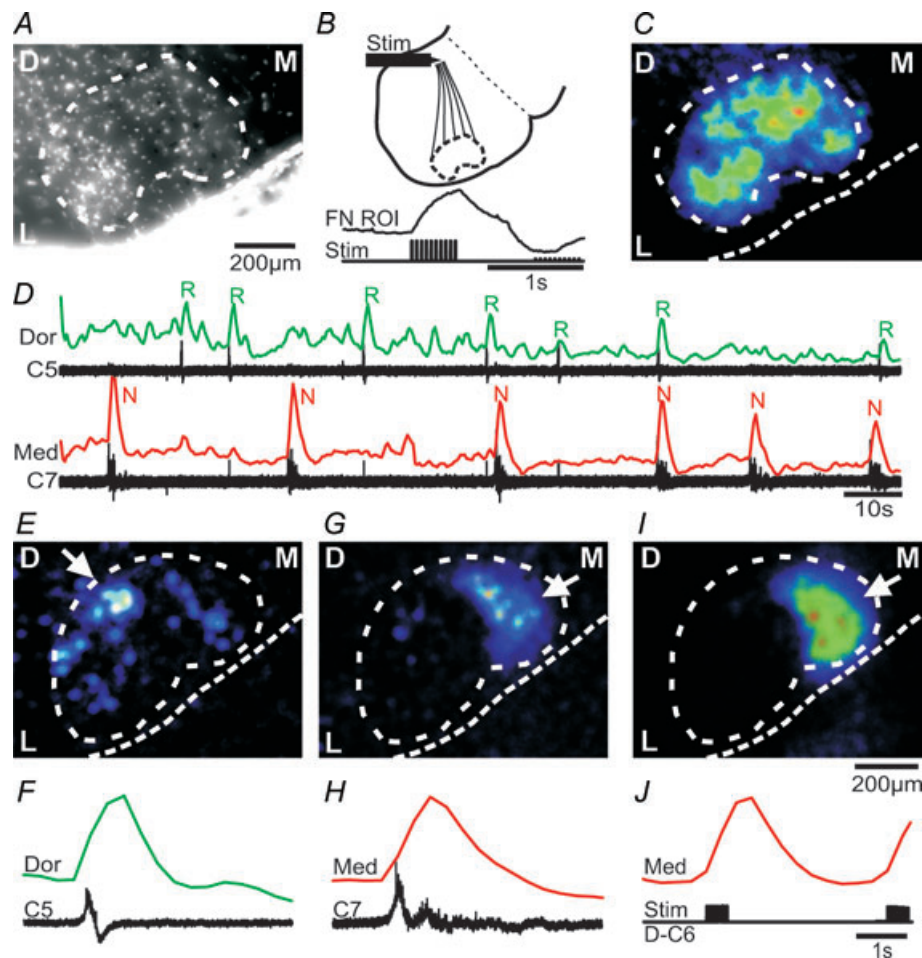 A
B
C
D
M
L
200µm
Stim
FN ROI
Stim
1s
D
M
D
R R R R R R R
Dor
C5
N N N N N N
Med
C7
10s
E
G
I
D
M
L
D
M
L
D
M
L
200µm
F
H
J
Dor
C5
Med
C7
Med
Stim
D-C6
1s
L